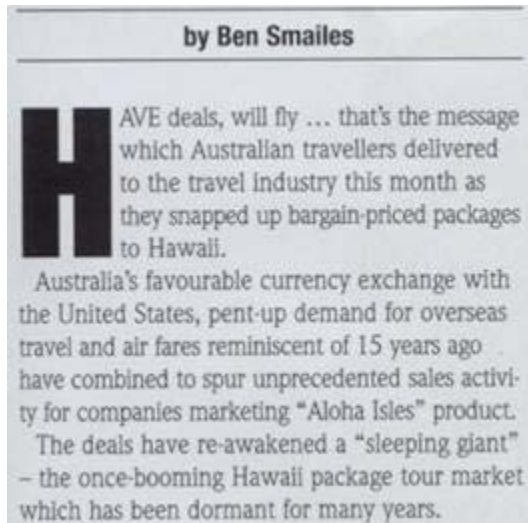 by Ben Smailes
HAVE deals, will fly ... that's the message
which Australian travellers delivered
to the travel industry this month as
they snapped up bargain-priced packages
to Hawaii.
Australia's favourable currency exchange with
the United States, pent-up demand for overseas
travel and air fares reminiscent of 15 years ago
have combined to spur unprecedented sales activi-
ty for companies marketing “Aloha Isles” product.
The deals have re-awakened a “sleeping giant”
– the once-booming Hawaii package tour market
which has been dormant for many years.